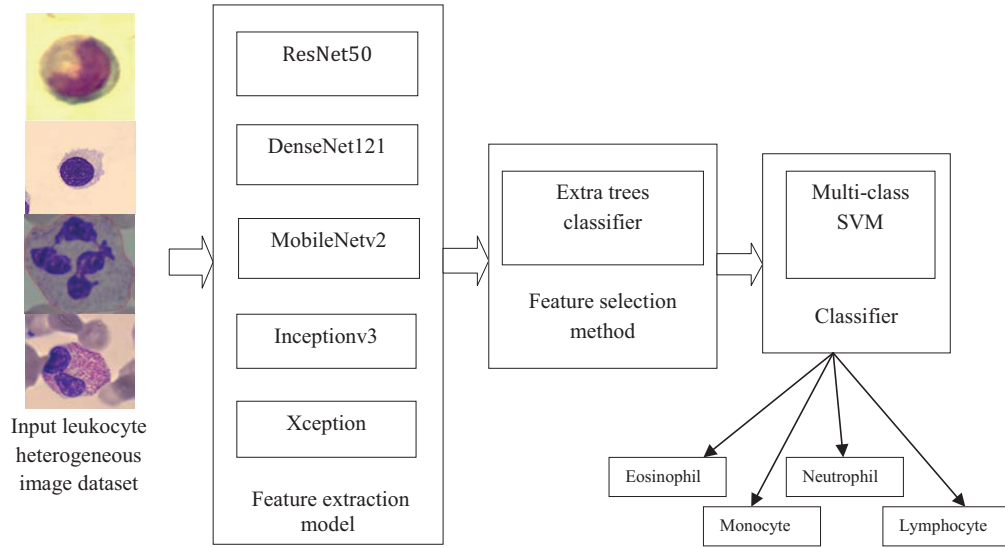 Input leukocyte
heterogeneous
image dataset
ResNet50
DenseNet121
MobileNetv2
Inceptionv3
Xception
Feature extraction
model
Extra trees
classifier
Feature selection
method
Multi-class
SVM
Classifier
Eosinophil
Neutrophil
Monocyte
Lymphocyte